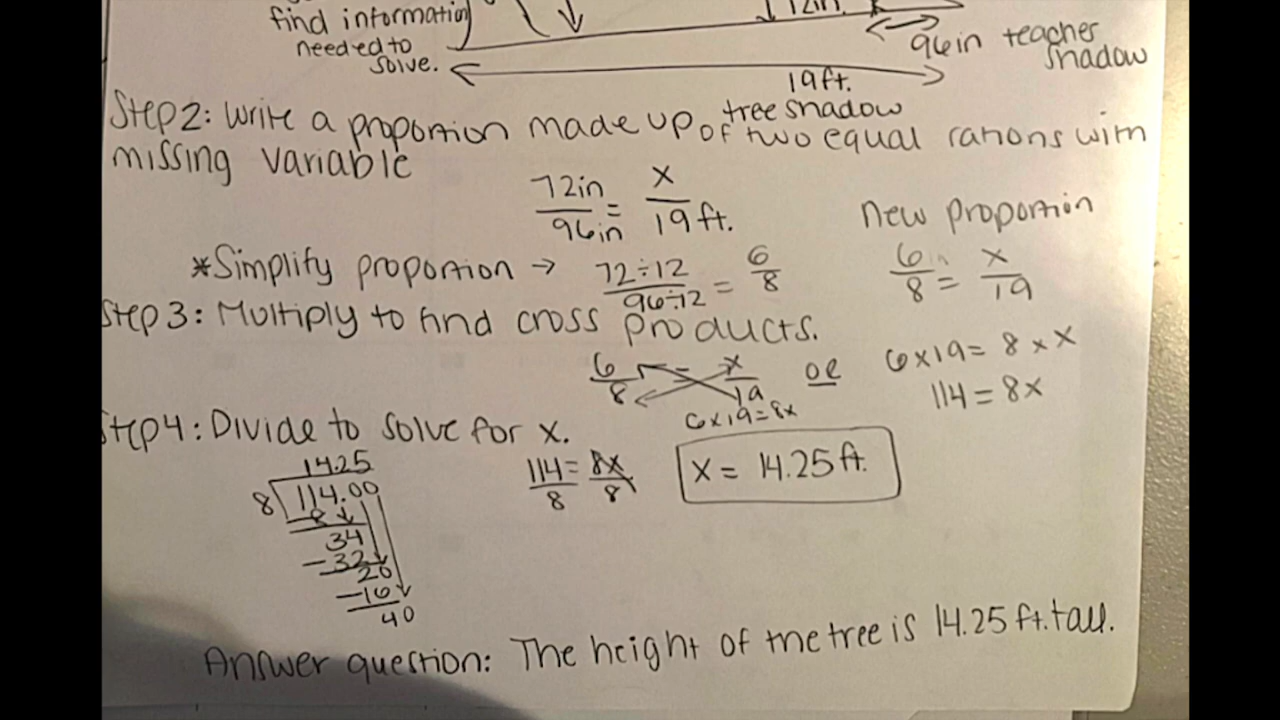 find information
needed to
solve.
72in.
96in teacher
shadow
19ft.
tree shadow
Step2: Write a proportion made up of two equal rations with
missing variable
72in/96in = x/19ft.
New proportion
*Simplify proportion → 72÷12/96÷12 = 6/8
6/8 = x/19
Step 3: Multiply to find cross products.
6/8 = x/19 or
6x19=8x
6x19= 8 x x
114 = 8x
Step4: Divide to solve for x.
114/8 = 8x/8
x = 14.25 ft.
14.25
8 114.00
8
34
-32
20
-16
40
Answer question: The height of the tree is 14.25 ft. tall.